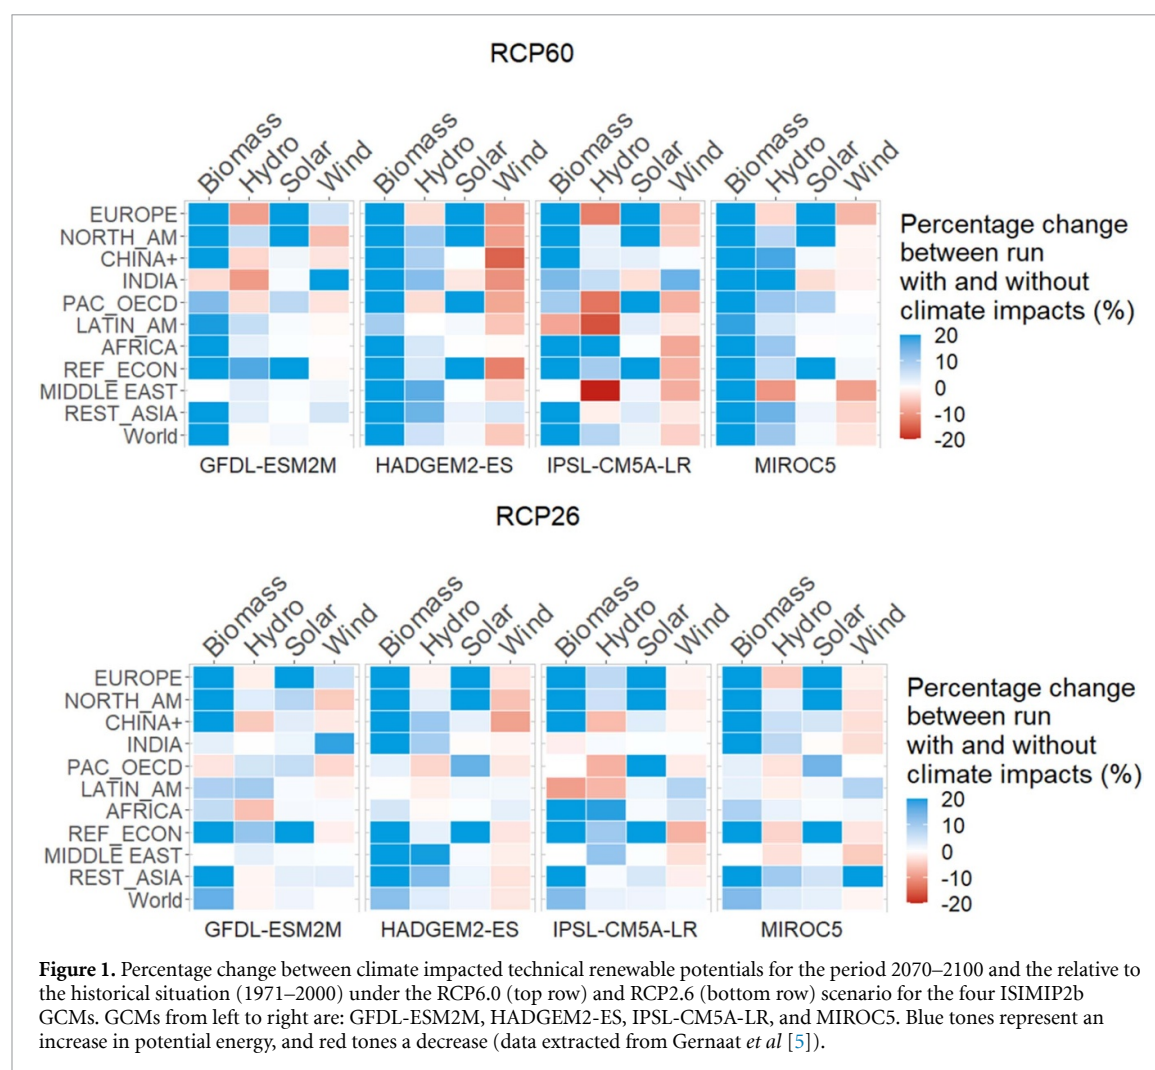 RCP60
Biomass Hydro Solar Wind Biomass Hydro Solar Wind Biomass Hydro Solar Wind Biomass Hydro Solar Wind
EUROPE
NORTH_AM
CHINA+
INDIA
PAC_OECD
LATIN_AM
AFRICA
REF_ECON
MIDDLE EAST
REST_ASIA
World
GFDL-ESM2M HADGEM2-ES IPSL-CM5A-LR MIROC5
Percentage change
between run
with and without
climate impacts (%)
20
10
0
-10
-20
RCP26
Biomass Hydro Solar Wind Biomass Hydro Solar Wind Biomass Hydro Solar Wind Biomass Hydro Solar Wind
EUROPE
NORTH_AM
CHINA+
INDIA
PAC_OECD
LATIN_AM
AFRICA
REF_ECON
MIDDLE EAST
REST_ASIA
World
GFDL-ESM2M HADGEM2-ES IPSL-CM5A-LR MIROC5
Percentage change
between run
with and without
climate impacts (%)
20
10
0
-10
-20
Figure 1. Percentage change between climate impacted technical renewable potentials for the period 2070–2100 and the relative to
the historical situation (1971–2000) under the RCP6.0 (top row) and RCP2.6 (bottom row) scenario for the four ISIMIP2b
GCMs. GCMs from left to right are: GFDL-ESM2M, HADGEM2-ES, IPSL-CM5A-LR, and MIROC5. Blue tones represent an
increase in potential energy, and red tones a decrease (data extracted from Gernaat et al [5]).